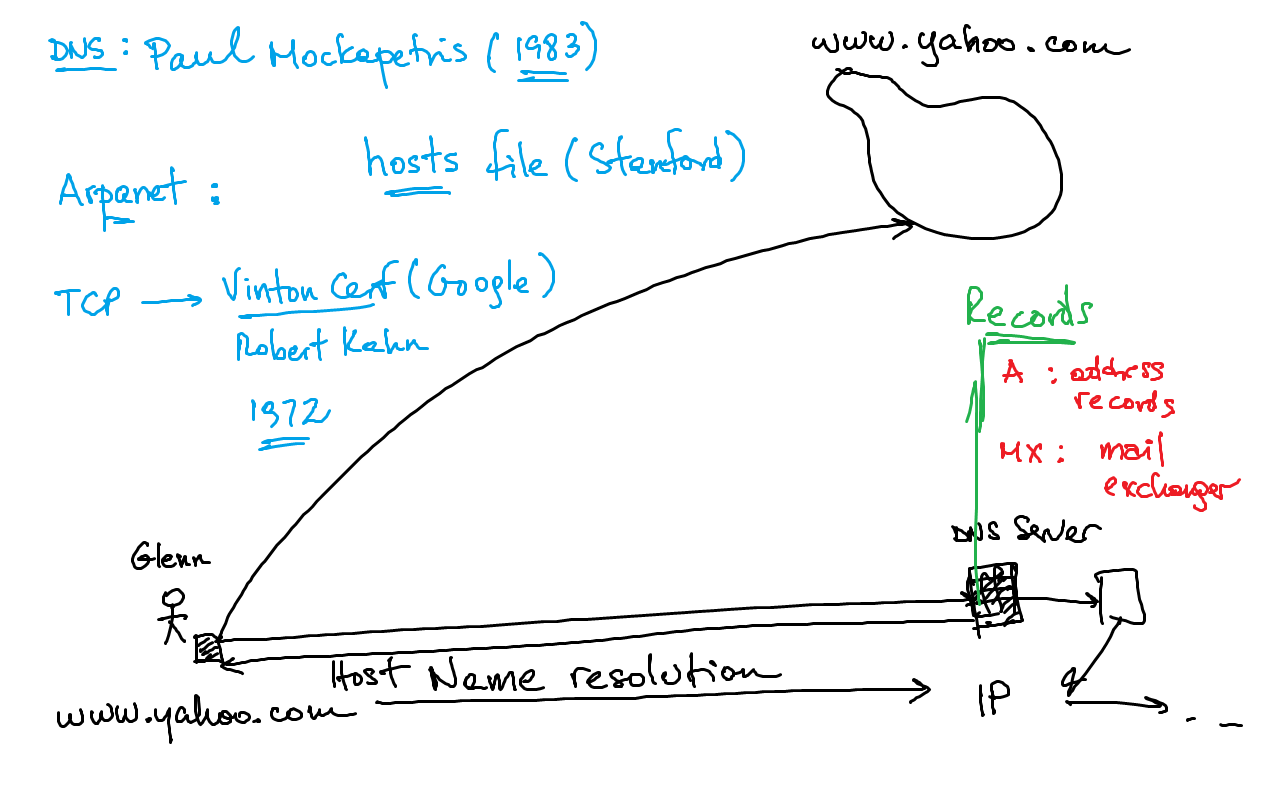 DNS : Paul Mockapetris (1983)
www.yahoo.com
hosts file (Stanford)
Arpanet :
TCP → Vinton Cerf (Google)
Robert Kahn
1972
Records
A : address
records
MX : mail
exchanger
DNS Server
Glenn
Host Name resolution
www.yahoo.com
IP